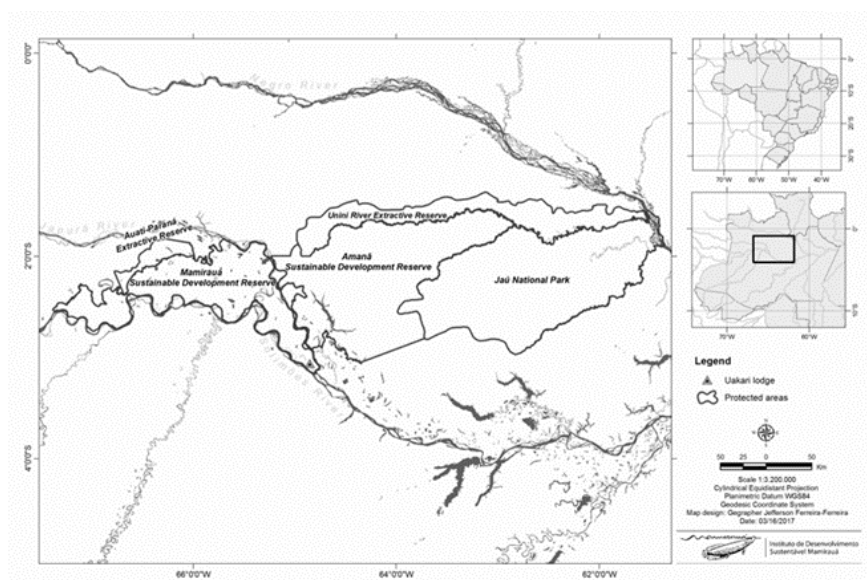 0°0'0"
2°0'0"S
4°0'0"S
66°0'0"W
64°0'0"W
62°0'0"W
Negro River
Japurá River
Solimões River
Auatí-Paraná
Extractive Reserve
Mamirauá
Sustainable Development Reserve
Unini River Extractive Reserve
Amanã
Sustainable Development Reserve
Jaú National Park
0°
10°S
20°S
30°S
70°W
60°W
50°W
40°W
0°
10°S
70°W
60°W
Legend
Uakari lodge
Protected areas
50
25
0
50
Km
Scale 1:3.200.000
Cylindrical Equidistant Projection
Planimetric Datum WGS84
Geodesic Coordinate System
Map design: Gegrapher Jefferson Ferreira-Ferreira
Date: 03/16/2017
Instituto de Desenvolvimento
Sustentável Mamirauá